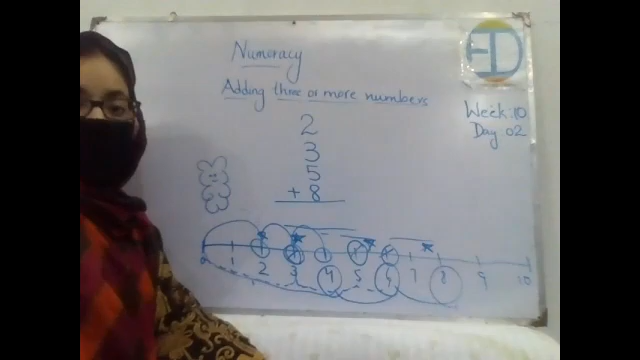 Numeracy
Adding three or more numbers
Week:10
Day 02
2
3
5
+ 8
0 1 2 3 4 5 6 7 8 9 10